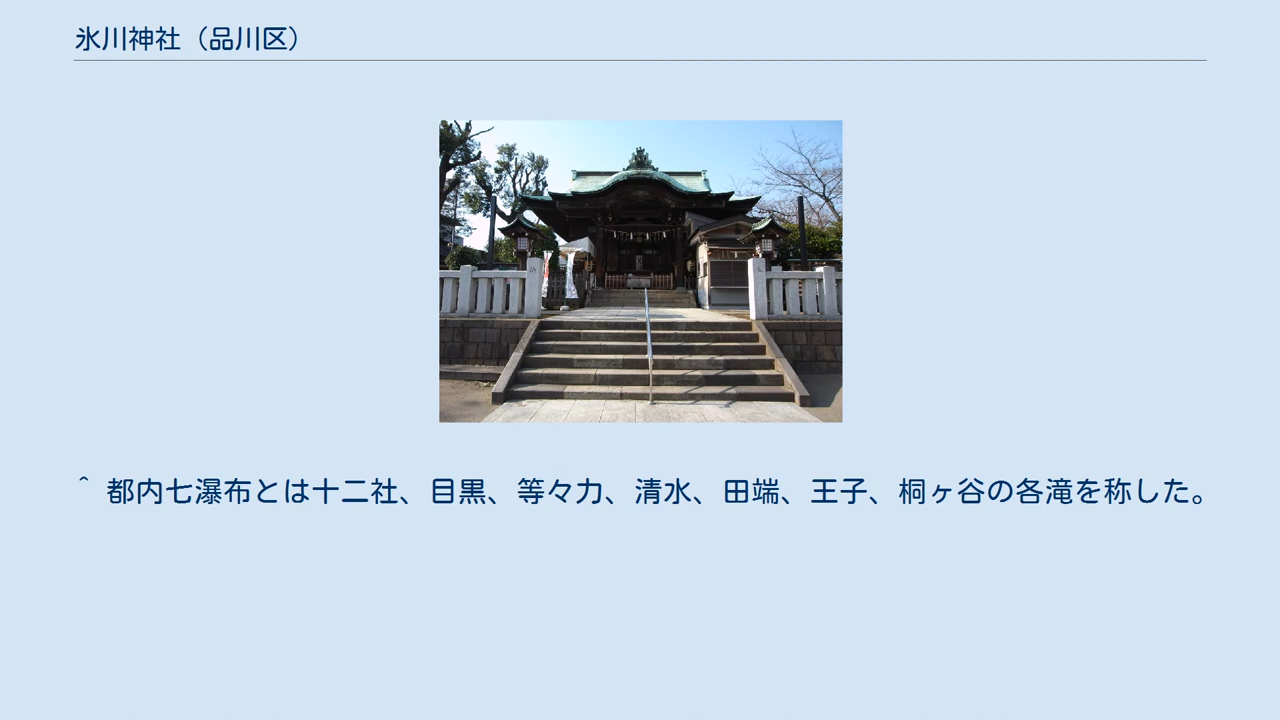 氷川神社（品川区）
^ 都内七瀑布とは十二社、目黒、等々力、清水、田端、王子、桐ヶ谷の各滝を称した。